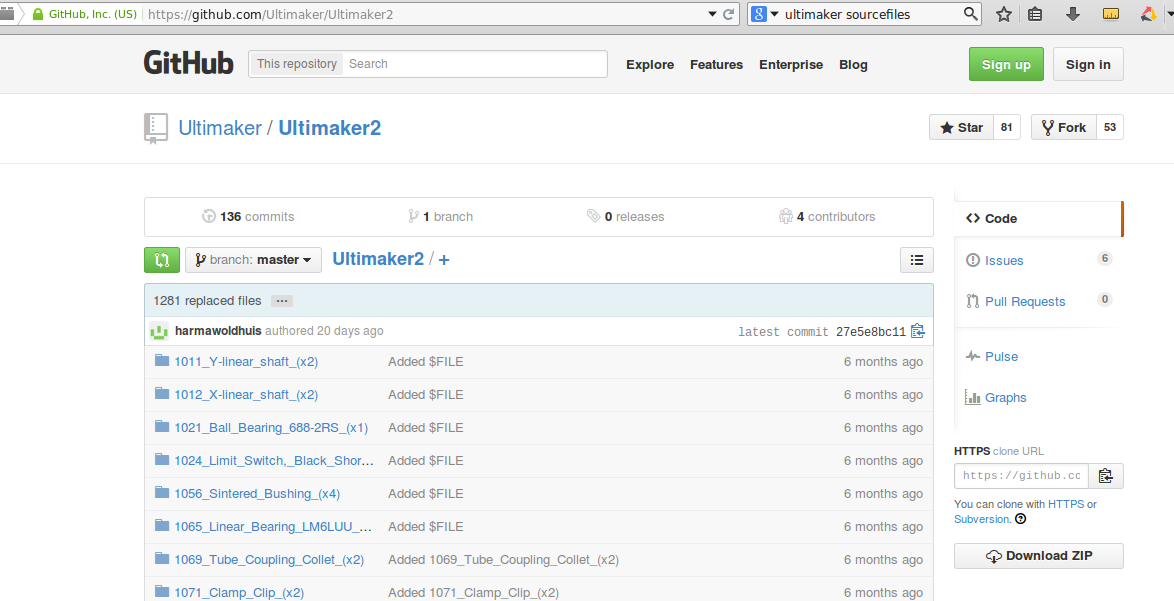 GitHub, Inc. (US) https://github.com/Ultimaker/Ultimaker2 8 ultimaker sourcefiles
GitHub This repository Search Explore Features Enterprise Blog Sign up Sign in
Ultimaker / Ultimaker2 Star 81 Fork 53
136 commits 1 branch 0 releases 4 contributors
branch: master Ultimaker2 / +
1281 replaced files ...
harmawoldhuis authored 20 days ago latest commit 27e5e8bc11
1011_Y-linear_shaft_(x2) Added $FILE 6 months ago
1012_X-linear_shaft_(x2) Added $FILE 6 months ago
1021_Ball_Bearing_688-2RS_(x1) Added $FILE 6 months ago
1024_Limit_Switch,_Black_Shor... Added $FILE 6 months ago
1056_Sintered_Bushing_(x4) Added $FILE 6 months ago
1065_Linear_Bearing_LM6LUU_... Added $FILE 6 months ago
1069_Tube_Coupling_Collet_(x2) Added 1069_Tube_Coupling_Collet_(x2) 6 months ago
1071_Clamp_Clip_(x2) Added 1071_Clamp_Clip_(x2) 6 months ago
Code
Issues 6
Pull Requests 0
Pulse
Graphs
HTTPS clone URL
https://github.cc
You can clone with HTTPS or
Subversion. ?
Download ZIP